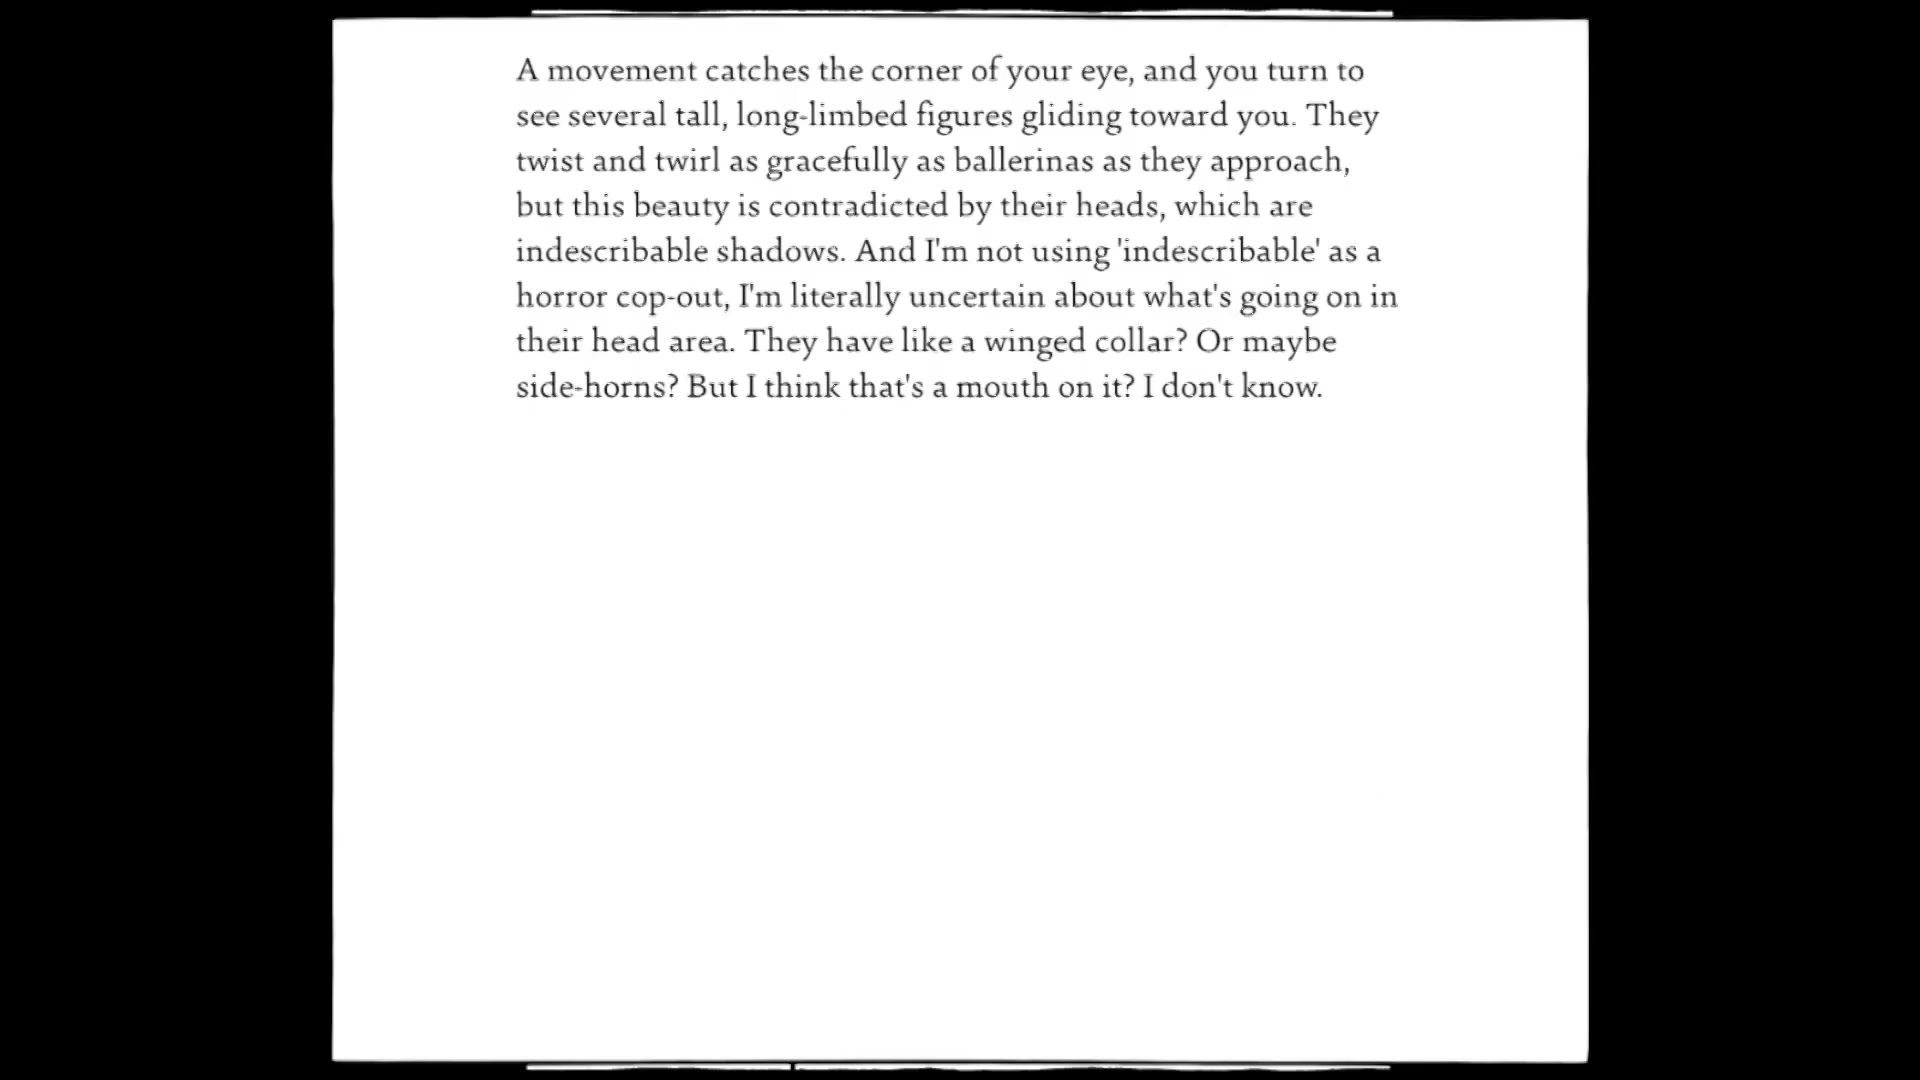 A movement catches the corner of your eye, and you turn to
see several tall, long-limbed figures gliding toward you. They
twist and twirl as gracefully as ballerinas as they approach,
but this beauty is contradicted by their heads, which are
indescribable shadows. And I'm not using 'indescribable' as a
horror cop-out, I'm literally uncertain about what's going on in
their head area. They have like a winged collar? Or maybe
side-horns? But I think that's a mouth on it? I don't know.